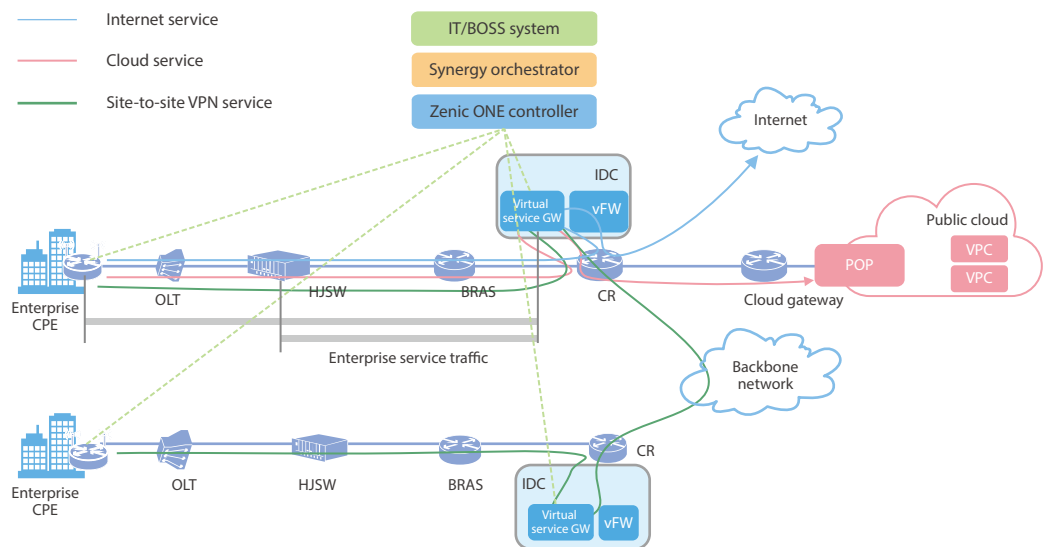 Internet service
Cloud service
Site-to-site VPN service
IT/BOSS system
Synergy orchestrator
Zenic ONE controller
Internet
IDC
Virtual
service GW
vFW
Public cloud
VPC
VPC
POP
Enterprise
CPE
OLT
HJSW
BRAS
CR
Cloud gateway
Enterprise service traffic
Backbone
network
Enterprise
CPE
OLT
HJSW
BRAS
CR
IDC
Virtual
service GW
vFW